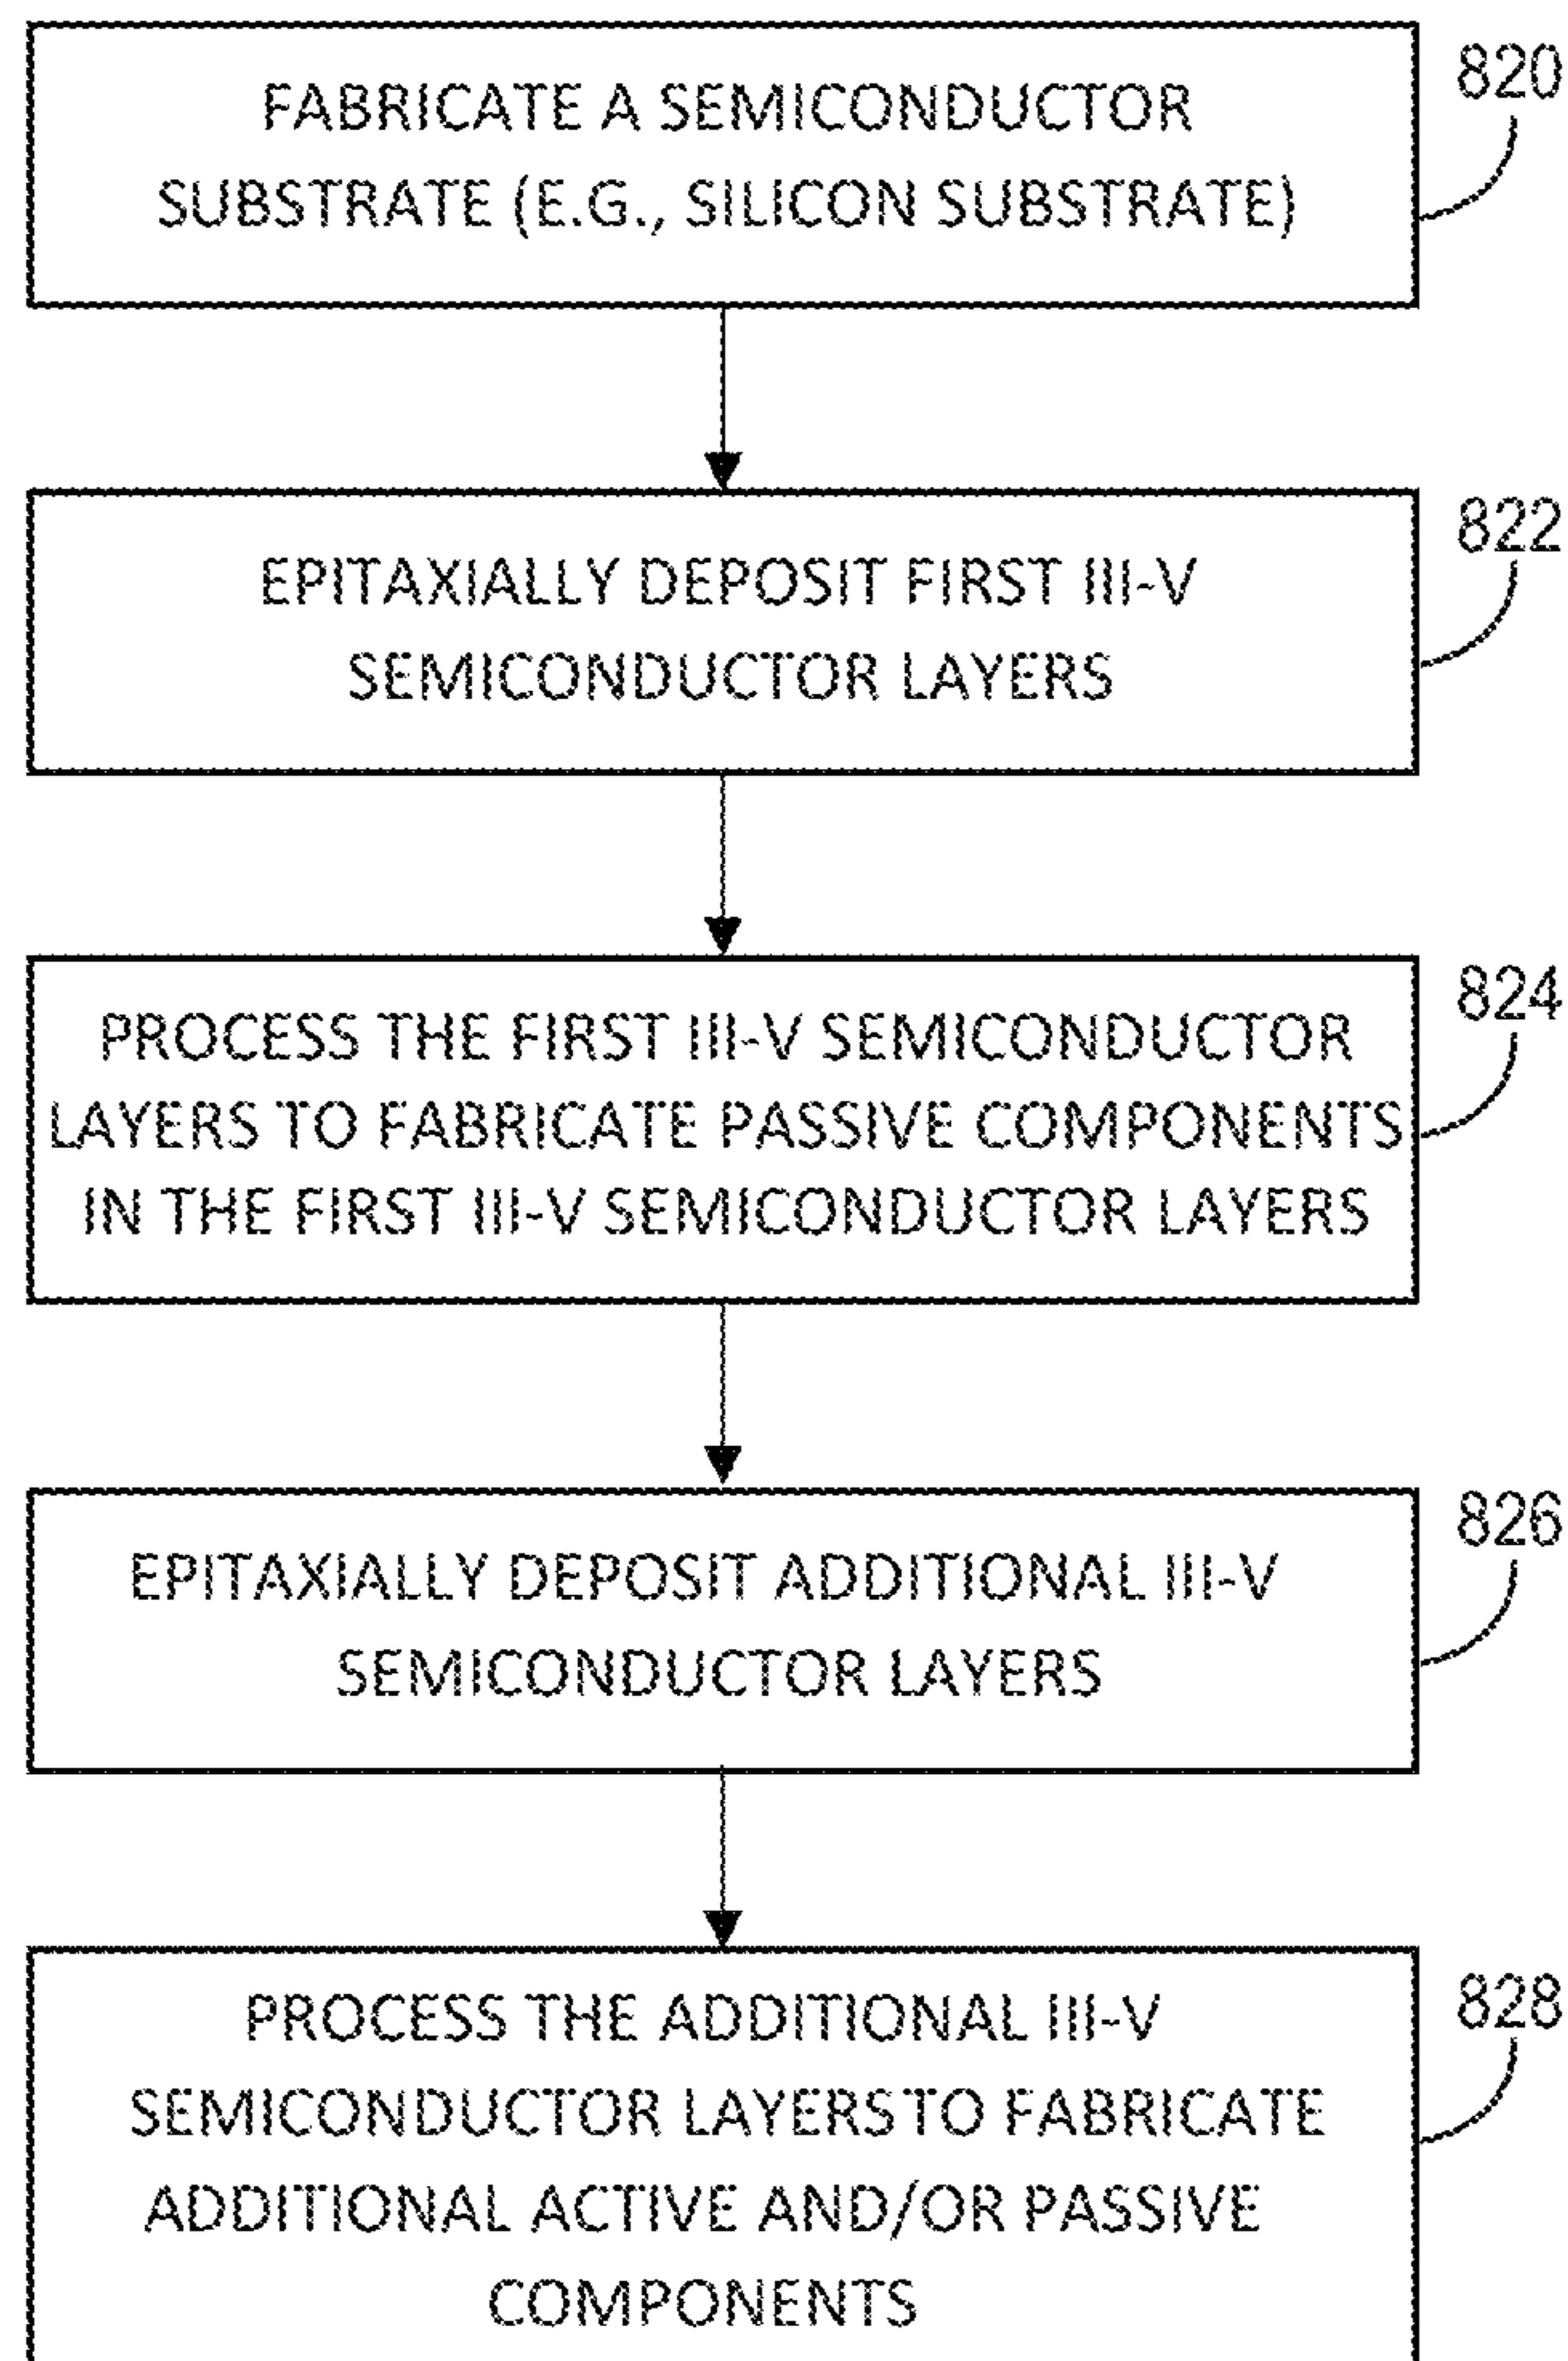 FABRICATE A SEMICONDUCTOR
SUBSTRATE (E.G., SILICON SUBSTRATE)
820
EPITAXIALLY DEPOSIT FIRST III-V
SEMICONDUCTOR LAYERS
822
PROCESS THE FIRST III-V SEMICONDUCTOR
LAYERS TO FABRICATE PASSIVE COMPONENTS
IN THE FIRST III-V SEMICONDUCTOR LAYERS
824
EPITAXIALLY DEPOSIT ADDITIONAL III-V
SEMICONDUCTOR LAYERS
826
PROCESS THE ADDITIONAL III-V
SEMICONDUCTOR LAYERS TO FABRICATE
ADDITIONAL ACTIVE AND/OR PASSIVE
COMPONENTS
828